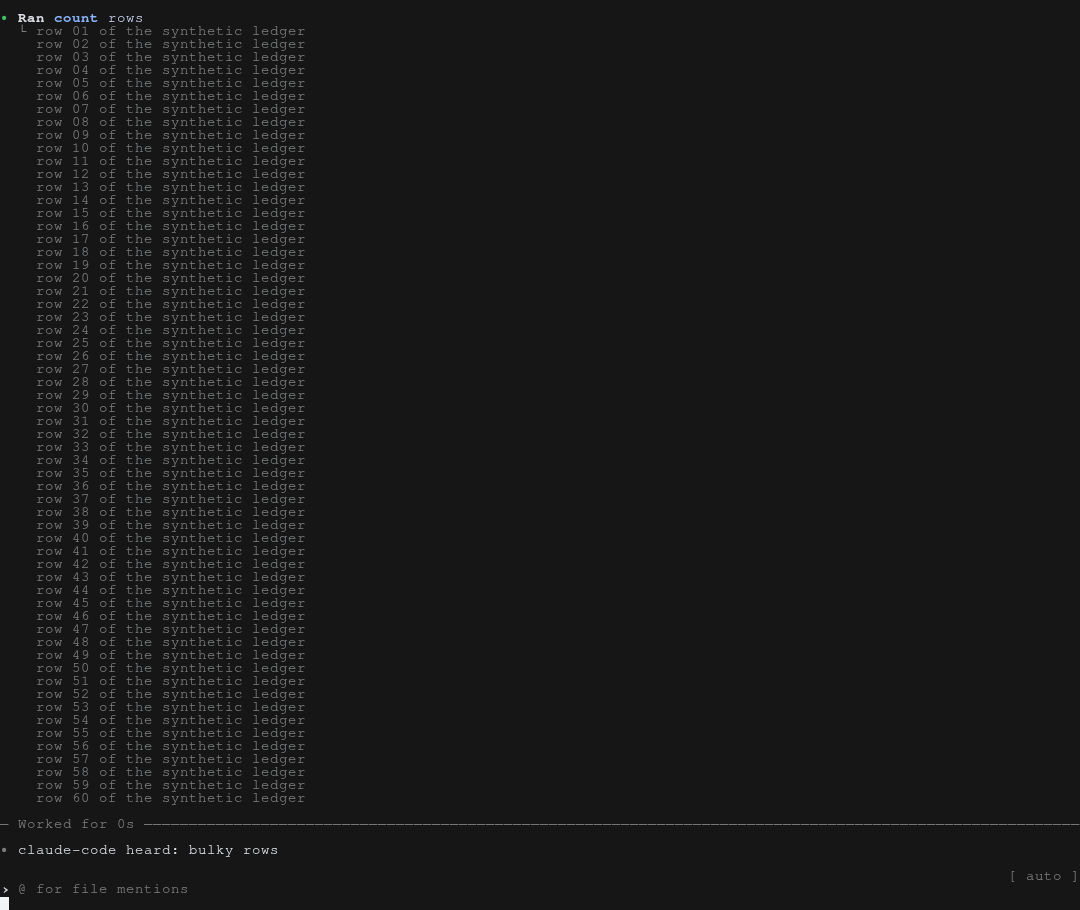 • Ran count rows
└ row 01 of the synthetic ledger
row 02 of the synthetic ledger
row 03 of the synthetic ledger
row 04 of the synthetic ledger
row 05 of the synthetic ledger
row 06 of the synthetic ledger
row 07 of the synthetic ledger
row 08 of the synthetic ledger
row 09 of the synthetic ledger
row 10 of the synthetic ledger
row 11 of the synthetic ledger
row 12 of the synthetic ledger
row 13 of the synthetic ledger
row 14 of the synthetic ledger
row 15 of the synthetic ledger
row 16 of the synthetic ledger
row 17 of the synthetic ledger
row 18 of the synthetic ledger
row 19 of the synthetic ledger
row 20 of the synthetic ledger
row 21 of the synthetic ledger
row 22 of the synthetic ledger
row 23 of the synthetic ledger
row 24 of the synthetic ledger
row 25 of the synthetic ledger
row 26 of the synthetic ledger
row 27 of the synthetic ledger
row 28 of the synthetic ledger
row 29 of the synthetic ledger
row 30 of the synthetic ledger
row 31 of the synthetic ledger
row 32 of the synthetic ledger
row 33 of the synthetic ledger
row 34 of the synthetic ledger
row 35 of the synthetic ledger
row 36 of the synthetic ledger
row 37 of the synthetic ledger
row 38 of the synthetic ledger
row 39 of the synthetic ledger
row 40 of the synthetic ledger
row 41 of the synthetic ledger
row 42 of the synthetic ledger
row 43 of the synthetic ledger
row 44 of the synthetic ledger
row 45 of the synthetic ledger
row 46 of the synthetic ledger
row 47 of the synthetic ledger
row 48 of the synthetic ledger
row 49 of the synthetic ledger
row 50 of the synthetic ledger
row 51 of the synthetic ledger
row 52 of the synthetic ledger
row 53 of the synthetic ledger
row 54 of the synthetic ledger
row 55 of the synthetic ledger
row 56 of the synthetic ledger
row 57 of the synthetic ledger
row 58 of the synthetic ledger
row 59 of the synthetic ledger
row 60 of the synthetic ledger
— Worked for 0s —
• claude-code heard: bulky rows
[ auto ]
› @ for file mentions